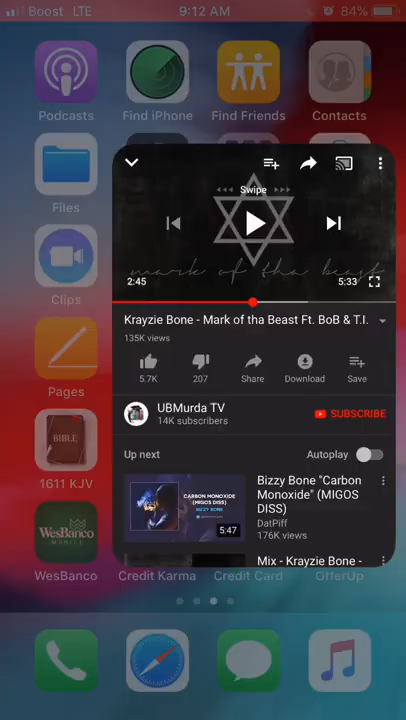 Boost LTE 9:12 AM 84%
Podcasts Find iPhone Find Friends Contacts
Files
Clips
Pages
BIBLE
1611 KJV
WesBanco
MOBILE
WesBanco Credit Karma Credit Card OfferUp
Swipe
mark of tha beast
2:45 5:33
Krayzie Bone - Mark of tha Beast Ft. BoB & T.I.
135K views
5.7K 207 Share Download Save
UBMurda TV
14K subscribers
SUBSCRIBE
Up next Autoplay
CARBON MONOXIDE
(MIGOS DISS)
BIZZY BONE
5:47
Bizzy Bone "Carbon
Monoxide" (MIGOS
DISS)
DatPiff
176K views
Mix - Krayzie Bone -